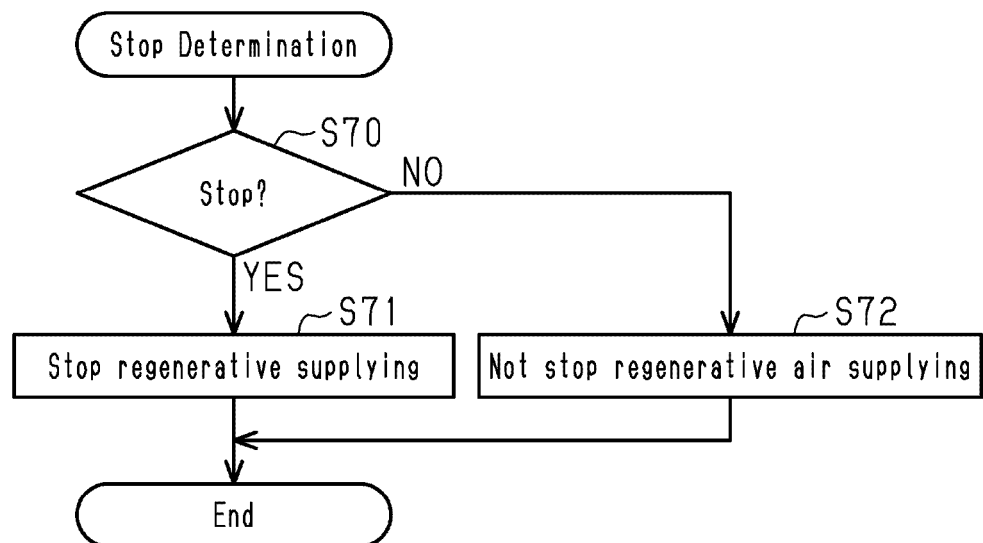 Stop Determination
S70
Stop?
NO
YES
S71
Stop regenerative supplying
S72
Not stop regenerative air supplying
End